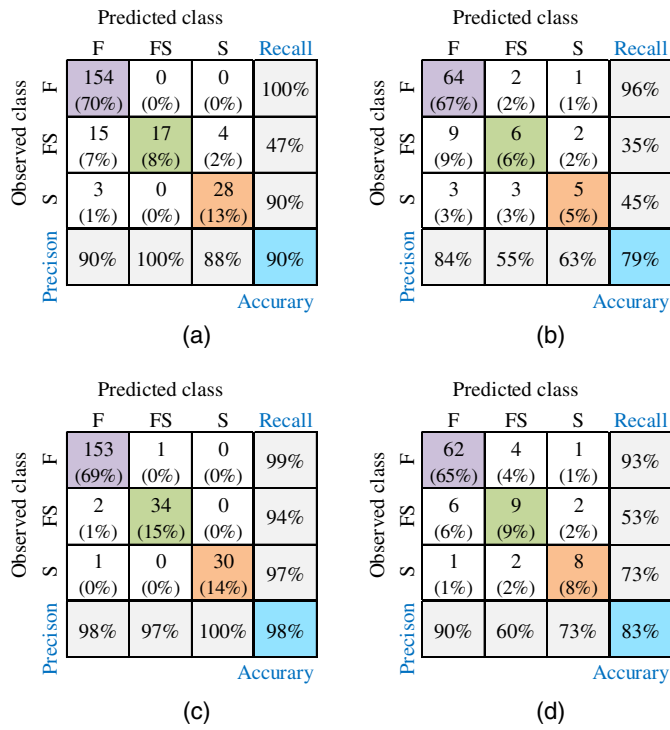 Predicted class
F FS S Recall
Observed class
F 154 0 0 100%
(70%) (0%) (0%)
FS 15 17 4 47%
(7%) (8%) (2%)
S 3 0 28 90%
(1%) (0%) (13%)
Precison 90% 100% 88% 90%
Accurary
(a)
Predicted class
F FS S Recall
Observed class
F 64 2 1 96%
(67%) (2%) (1%)
FS 9 6 2 35%
(9%) (6%) (2%)
S 3 3 5 45%
(3%) (3%) (5%)
Precison 84% 55% 63% 79%
Accurary
(b)
Predicted class
F FS S Recall
Observed class
F 153 1 0 99%
(69%) (0%) (0%)
FS 2 34 0 94%
(1%) (15%) (0%)
S 1 0 30 97%
(0%) (0%) (14%)
Precison 98% 97% 100% 98%
Accurary
(c)
Predicted class
F FS S Recall
Observed class
F 62 4 1 93%
(65%) (4%) (1%)
FS 6 9 2 53%
(6%) (9%) (2%)
S 1 2 8 73%
(1%) (2%) (8%)
Precison 90% 60% 73% 83%
Accurary
(d)